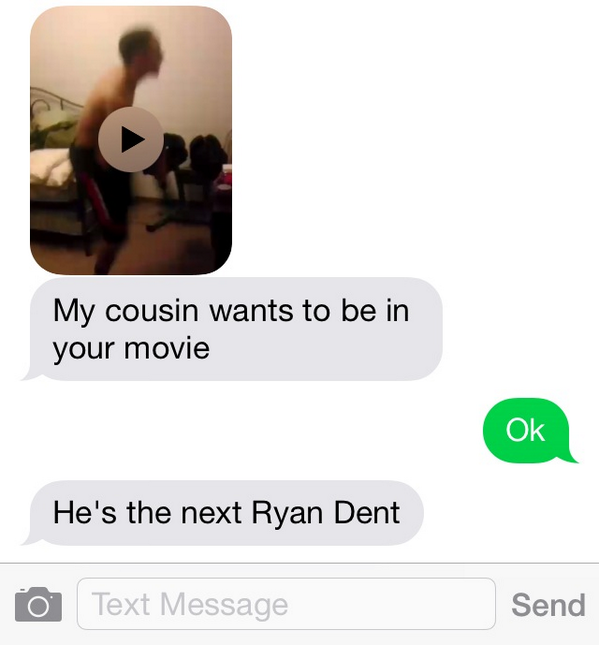 My cousin wants to be in
your movie
Ok
He's the next Ryan Dent
Text Message
Send